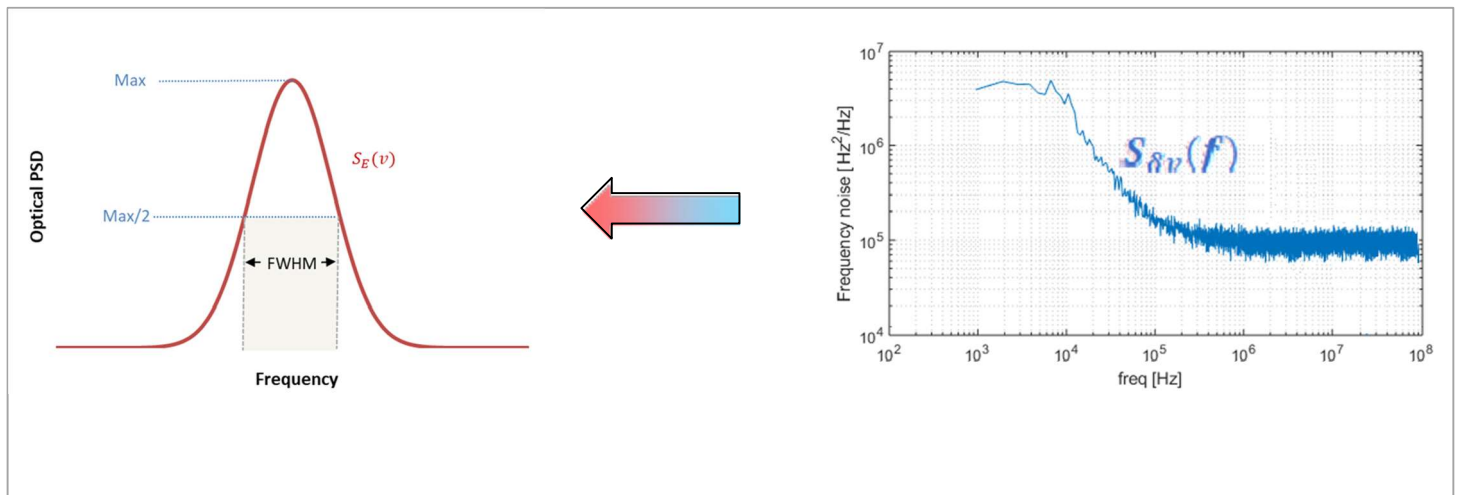 Max
Max/2
FWHM
S_E(v)
Optical PSD
Frequency
10^7
10^6
10^5
10^4
10^2 10^3 10^4 10^5 10^6 10^7 10^8
Frequency noise [Hz^2/Hz]
freq [Hz]
S_δv(f)